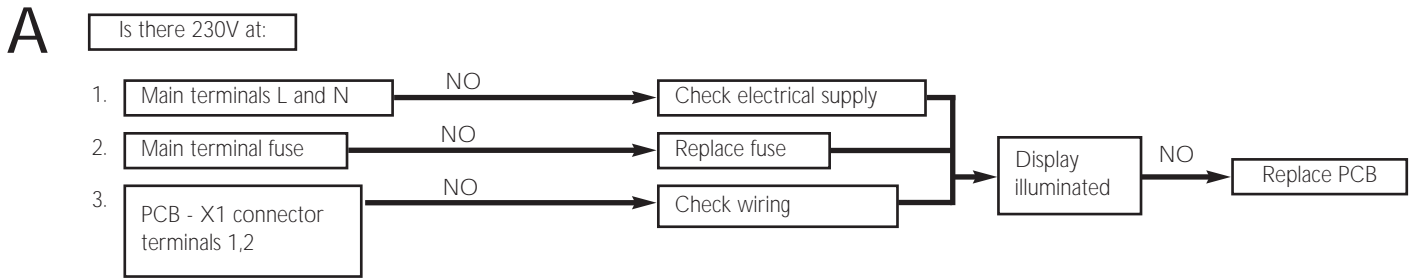 A
Is there 230V at:
1. Main terminals L and N
NO
Check electrical supply
2. Main terminal fuse
NO
Replace fuse
3. PCB - X1 connector
terminals 1,2
NO
Check wiring
Display
illuminated
NO
Replace PCB